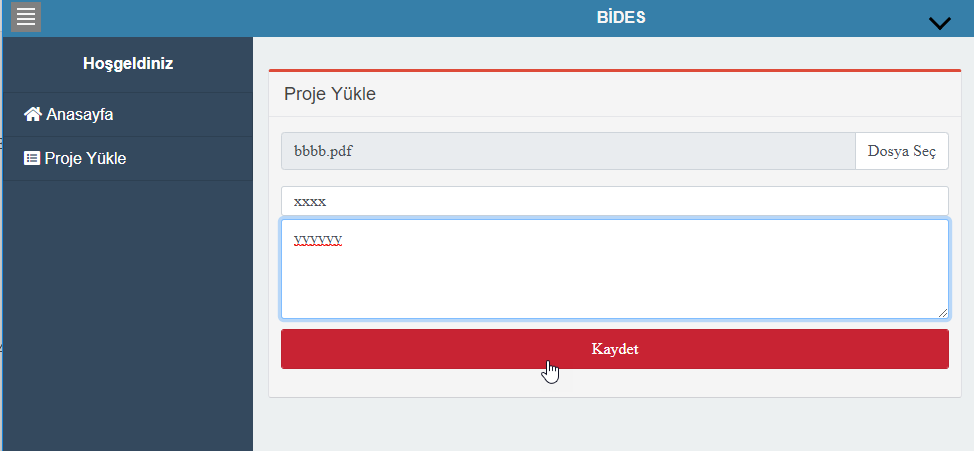 BİDES
Hoşgeldiniz
Anasayfa
Proje Yükle
Proje Yükle
bbbb.pdf
Dosya Seç
xxxx
yyyyyy
Kaydet